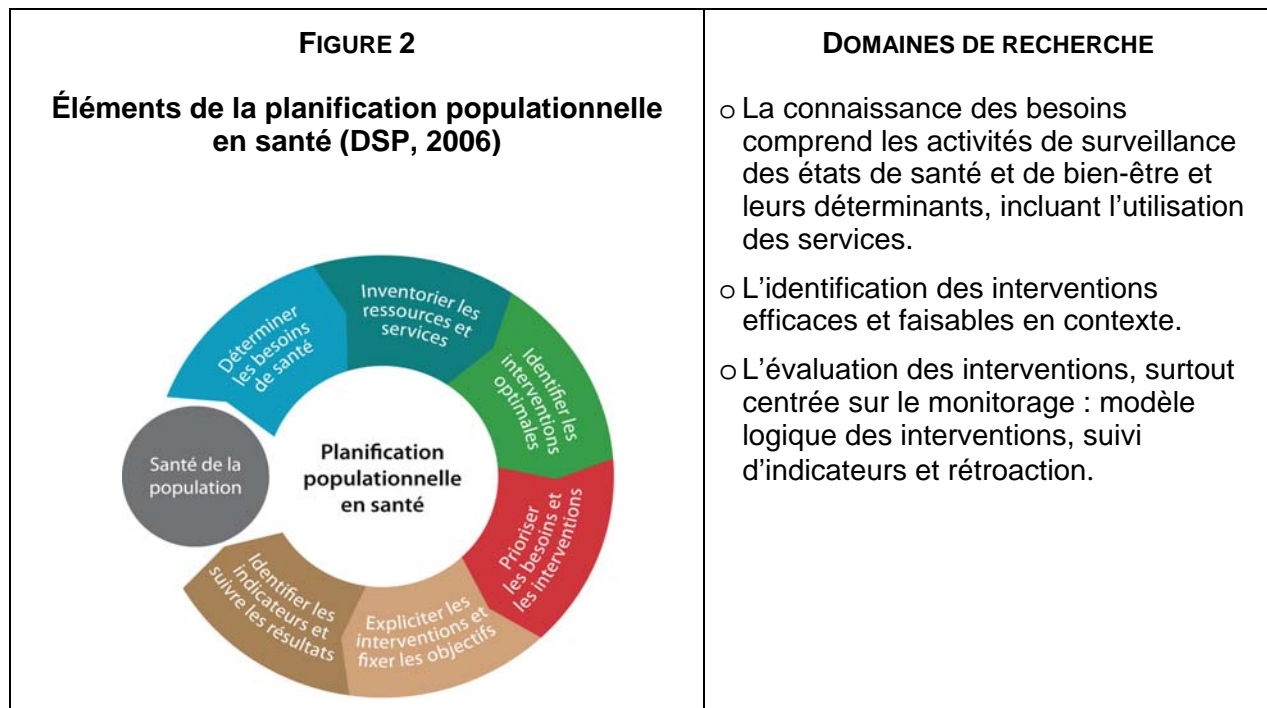 FIGURE 2
Éléments de la planification populationnelle
en santé (DSP, 2006)
Déterminer
les besoins
de santé
Inventorier les
ressources et
services
Identifier les
interventions
optimales
Prioriser
les besoins et
les interventions
Expliciter les
interventions et
fixer les objectifs
Identifier les
indicateurs et
suivre les résultats
Santé de la
population
Planification
populationnelle
en santé
DOMAINES DE RECHERCHE
o La connaissance des besoins
comprend les activités de surveillance
des états de santé et de bien-être et
leurs déterminants, incluant l'utilisation
des services.
o L'identification des interventions
efficaces et faisables en contexte.
o L'évaluation des interventions, surtout
centrée sur le monitorage : modèle
logique des interventions, suivi
d'indicateurs et rétroaction.